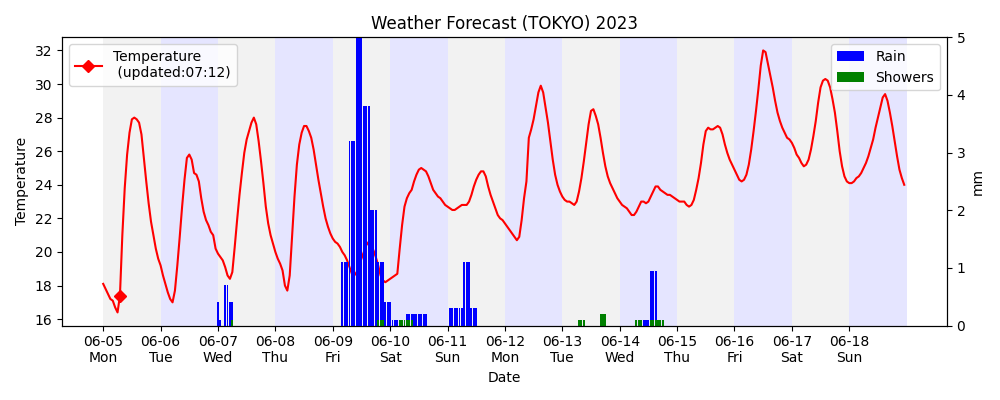 Weather Forecast (TOKYO) 2023
Temperature
(updated:07:12)
Rain
Showers
Temperature
32
30
28
26
24
22
20
18
16
5
4
3
2
1
0
mm
06-05 06-06 06-07 06-08 06-09 06-10 06-11 06-12 06-13 06-14 06-15 06-16 06-17 06-18
Mon Tue Wed Thu Fri Sat Sun Mon Tue Wed Thu Fri Sat Sun
Date